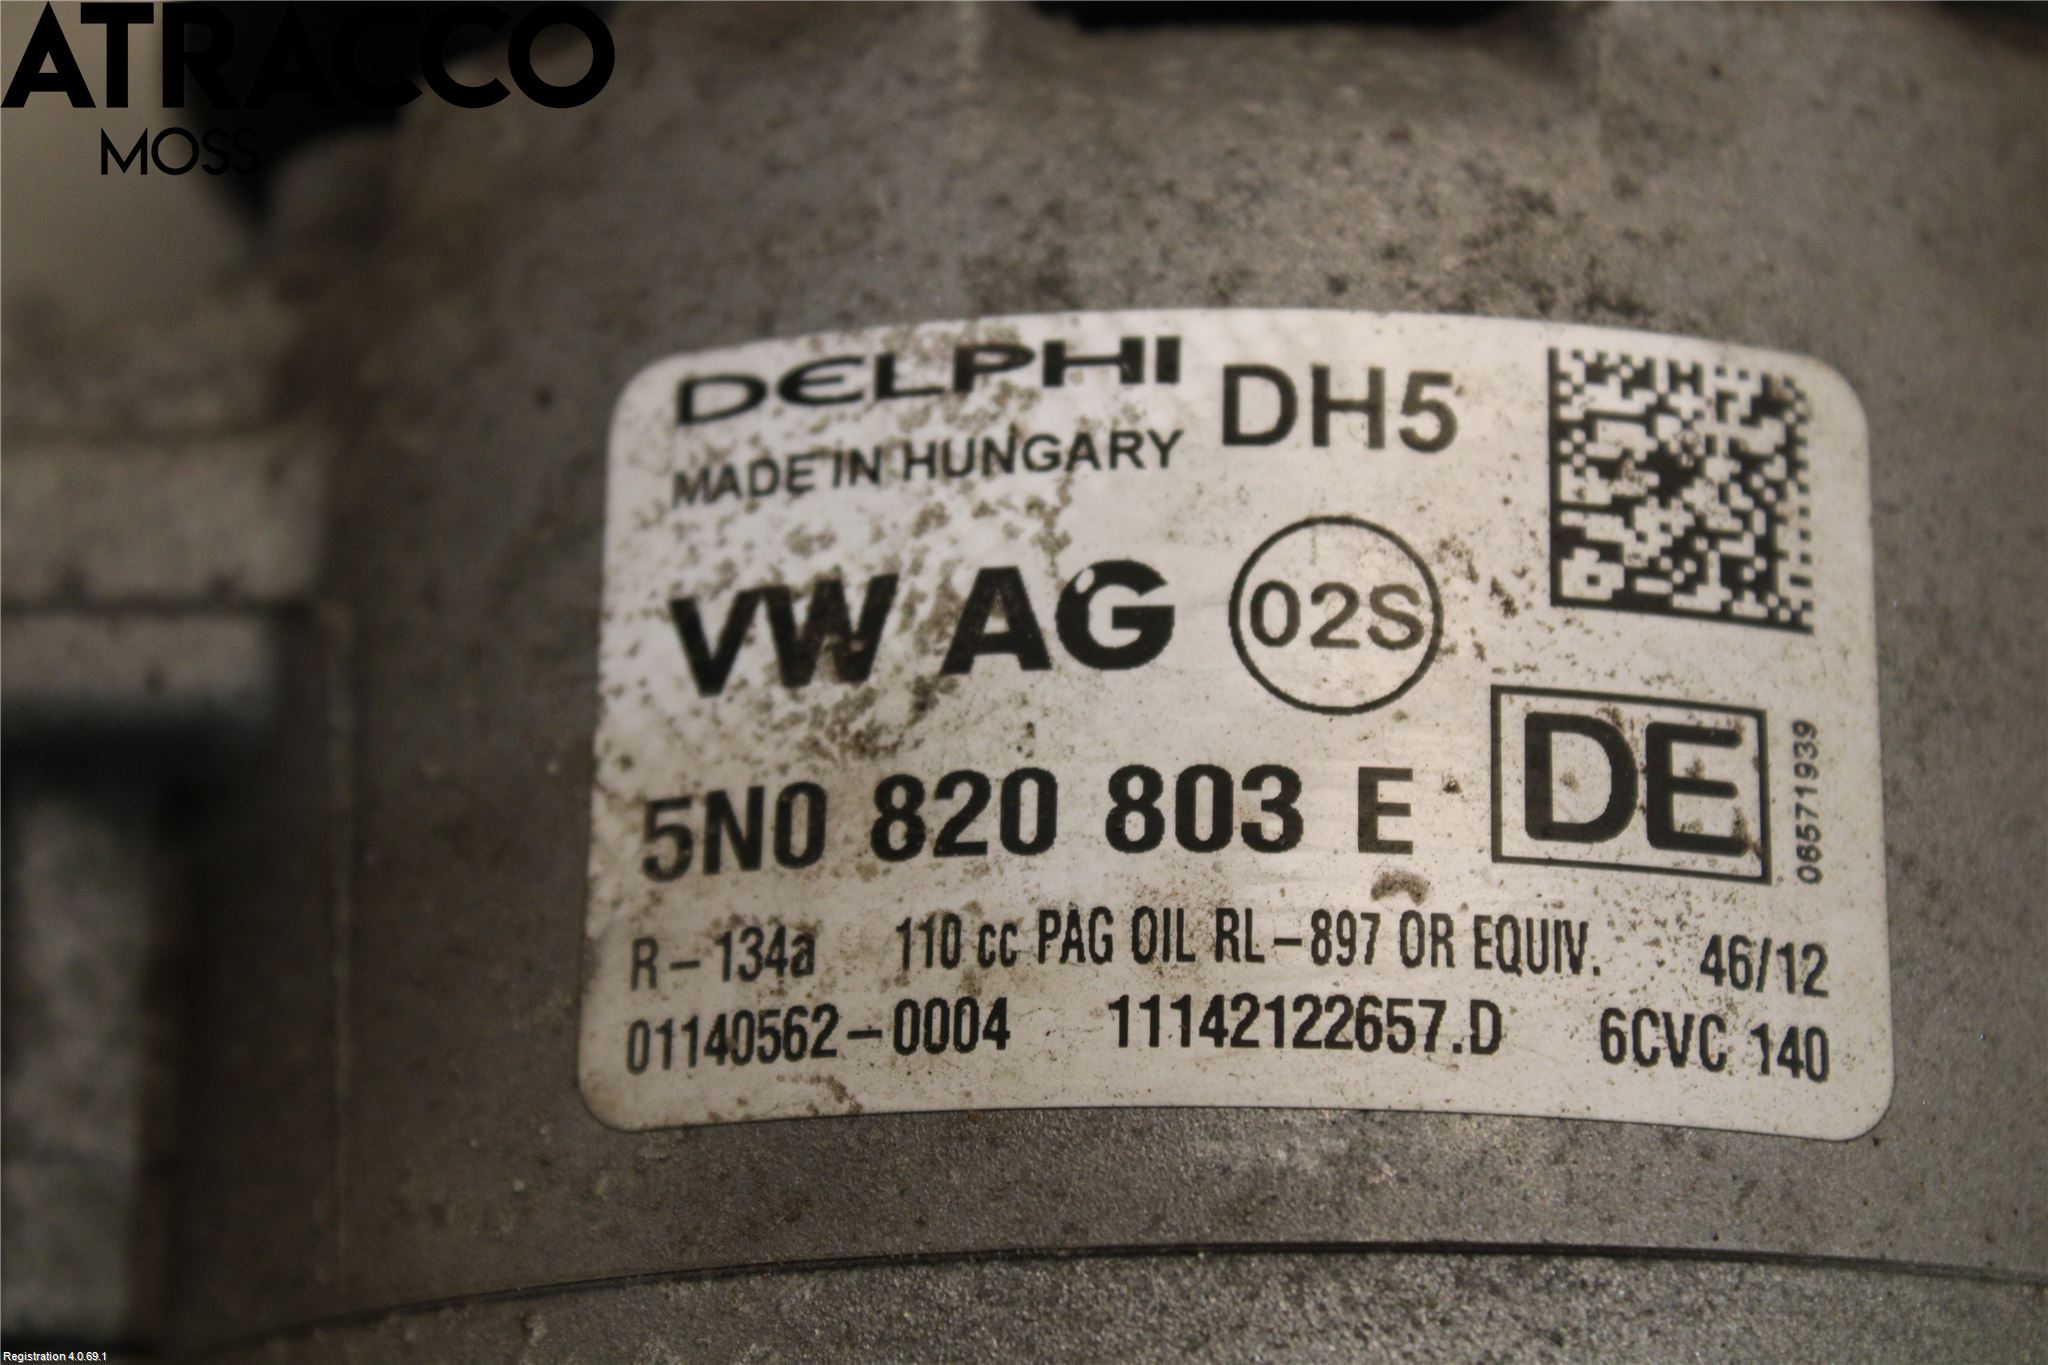 ATRACCO
MOSS
DELPHI DH5
MADE IN HUNGARY
VW AG 02S
5N0 820 803 E DE
066571939
R-134a 110 cc PAG OIL RL-897 OR EQUIV. 46/12
01140562-0004 11142122657.D 6CVC 140
Registration 4.0.69.1